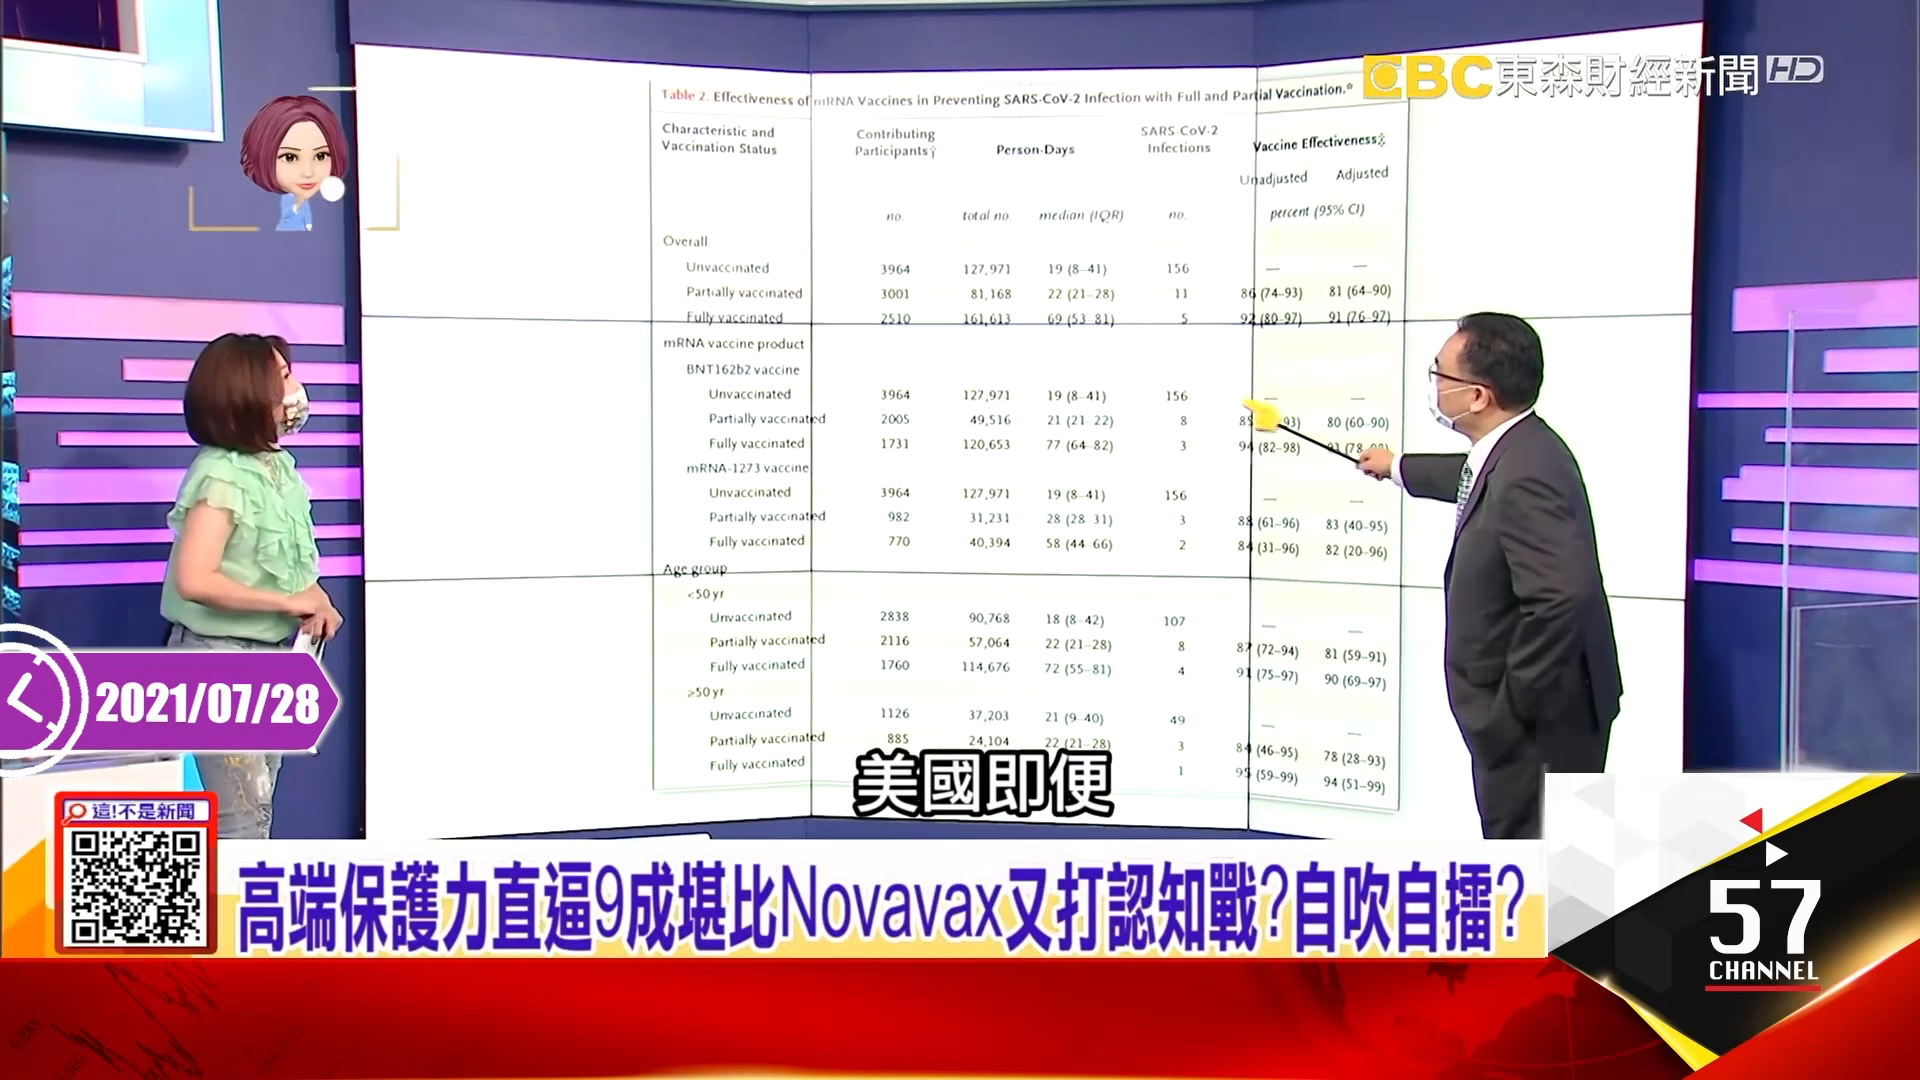 EBC 東森財經新聞 HD
Table 2. Effectiveness of mRNA Vaccines in Preventing SARS-CoV-2 Infection with Full and Partial Vaccination.*
Characteristic and Vaccination Status Contributing Participants† Person-Days SARS-CoV-2 Infections Vaccine Effectiveness‡
Unadjusted Adjusted
no. total no. median (IQR) no. percent (95% CI)
Overall
Unvaccinated 3964 127,971 19 (8–41) 156 — —
Partially vaccinated 3001 81,168 22 (21–28) 11 86 (74–93) 81 (64–90)
Fully vaccinated 2510 161,613 69 (53–81) 5 92 (80–97) 91 (76–97)
mRNA vaccine product
BNT162b2 vaccine
Unvaccinated 3964 127,971 19 (8–41) 156 — —
Partially vaccinated 2005 49,516 21 (21–22) 8 80 (60–90)
Fully vaccinated 1731 120,653 77 (64–82) 3 94 (82–98)
mRNA-1273 vaccine
Unvaccinated 3964 127,971 19 (8–41) 156 — —
Partially vaccinated 982 31,231 28 (28–31) 3 88 (61–96) 83 (40–95)
Fully vaccinated 770 40,394 58 (44–66) 2 84 (31–96) 82 (20–96)
Age group
<50 yr
Unvaccinated 2838 90,768 18 (8–42) 107 — —
Partially vaccinated 2116 57,064 22 (21–28) 8 87 (72–94) 81 (59–91)
Fully vaccinated 1760 114,676 72 (55–81) 4 91 (75–97) 90 (69–97)
≥50 yr
Unvaccinated 1126 37,203 21 (9–40) 49 — —
Partially vaccinated 885 24,104 22 (21–28) 3 84 (46–95) 78 (28–93)
Fully vaccinated 1 95 (59–99) 94 (51–99)
2021/07/28
美國即便
這!不是新聞
高端保護力直逼9成堪比Novavax又打認知戰?自吹自擂?
57
CHANNEL